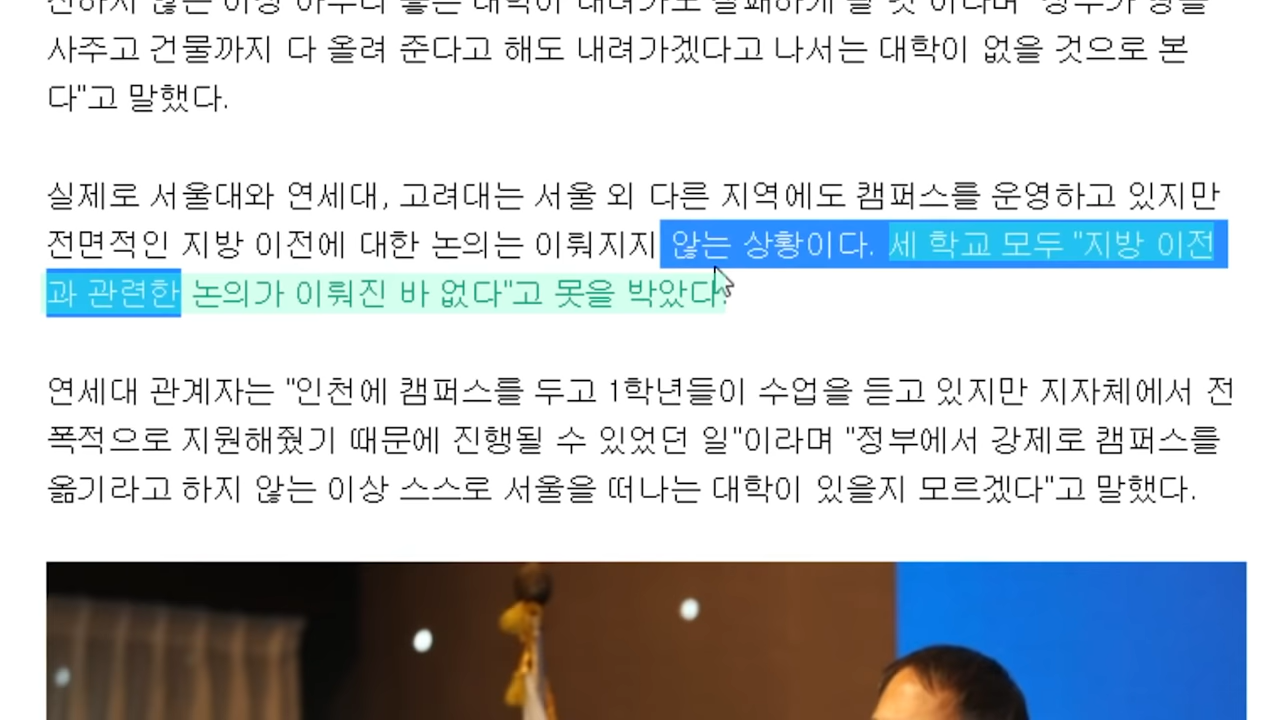 사주고 건물까지 다 올려 준다고 해도 내려가겠다고 나서는 대학이 없을 것으로 본
다"고 말했다.
실제로 서울대와 연세대, 고려대는 서울 외 다른 지역에도 캠퍼스를 운영하고 있지만
전면적인 지방 이전에 대한 논의는 이뤄지지 않는 상황이다. 세 학교 모두 "지방 이전
과 관련한 논의가 이뤄진 바 없다"고 못을 박았다.
연세대 관계자는 "인천에 캠퍼스를 두고 1학년들이 수업을 듣고 있지만 지자체에서 전
폭적으로 지원해줬기 때문에 진행될 수 있었던 일"이라며 "정부에서 강제로 캠퍼스를
옮기라고 하지 않는 이상 스스로 서울을 떠나는 대학이 있을지 모르겠다"고 말했다.